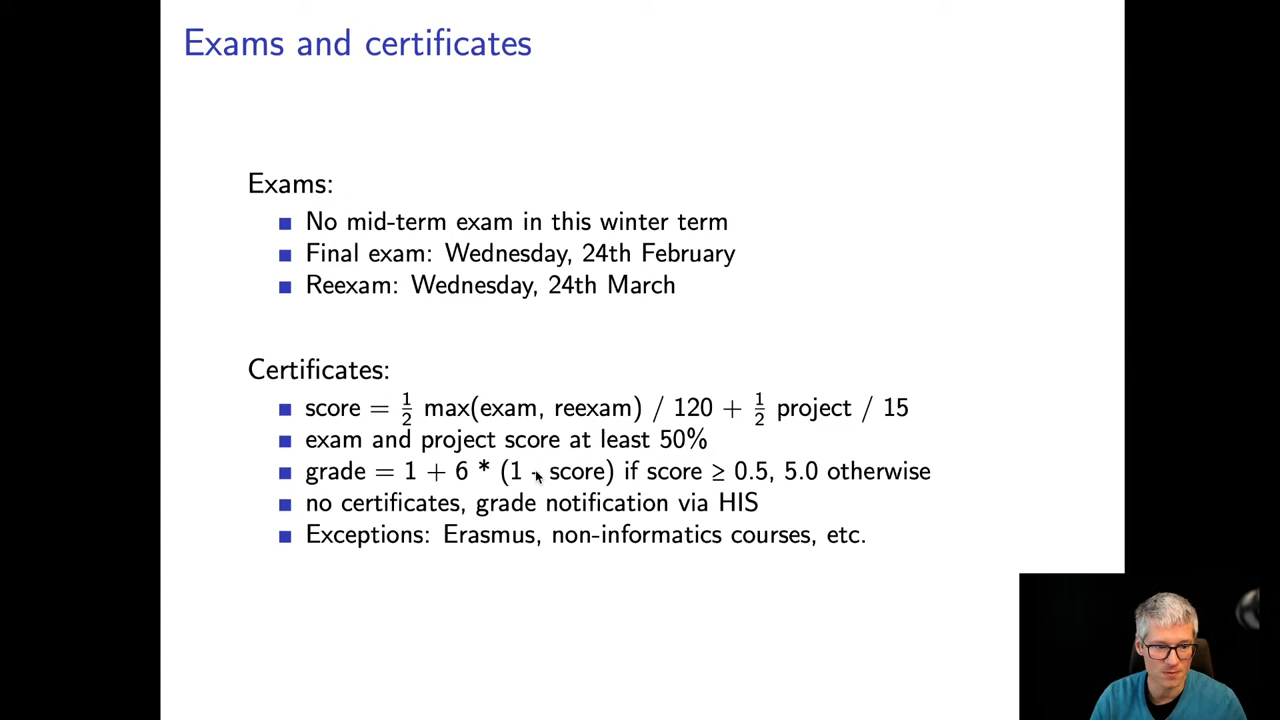 Exams and certificates
Exams:
No mid-term exam in this winter term
Final exam: Wednesday, 24th February
Reexam: Wednesday, 24th March
Certificates:
score = 1/2 max(exam, reexam) / 120 + 1/2 project / 15
exam and project score at least 50%
grade = 1 + 6 * (1 - score) if score ≥ 0.5, 5.0 otherwise
no certificates, grade notification via HIS
Exceptions: Erasmus, non-informatics courses, etc.